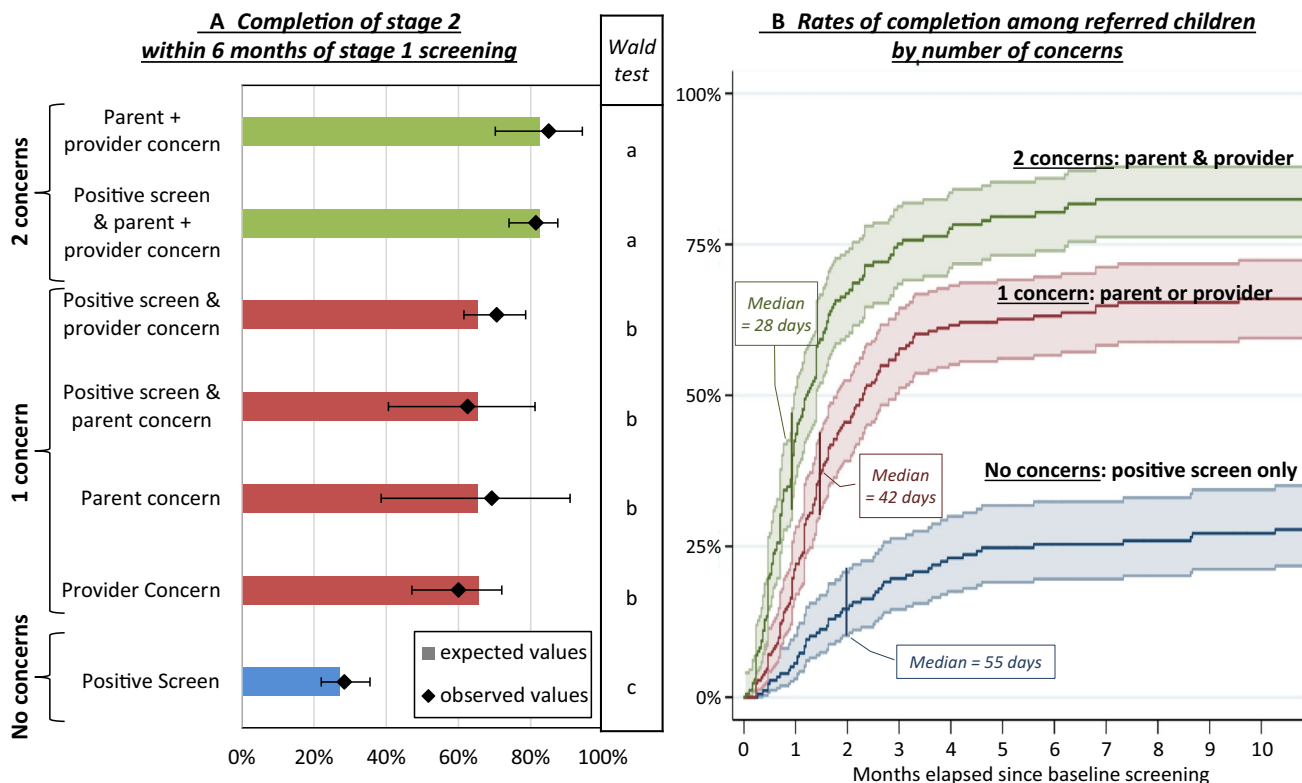 A Completion of stage 2
within 6 months of stage 1 screening
Wald
test
2 concerns
Parent +
provider concern
a
Positive screen
& parent +
provider concern
a
1 concern
Positive screen &
provider concern
b
Positive screen &
parent concern
b
Parent concern
b
Provider Concern
b
No concerns
Positive Screen
c
expected values
observed values
0% 20% 40% 60% 80% 100%
B Rates of completion among referred children
by number of concerns
100%
75%
50%
25%
0%
2 concerns: parent & provider
Median
= 28 days
1 concern: parent or provider
Median
= 42 days
No concerns: positive screen only
Median = 55 days
0 1 2 3 4 5 6 7 8 9 10
Months elapsed since baseline screening